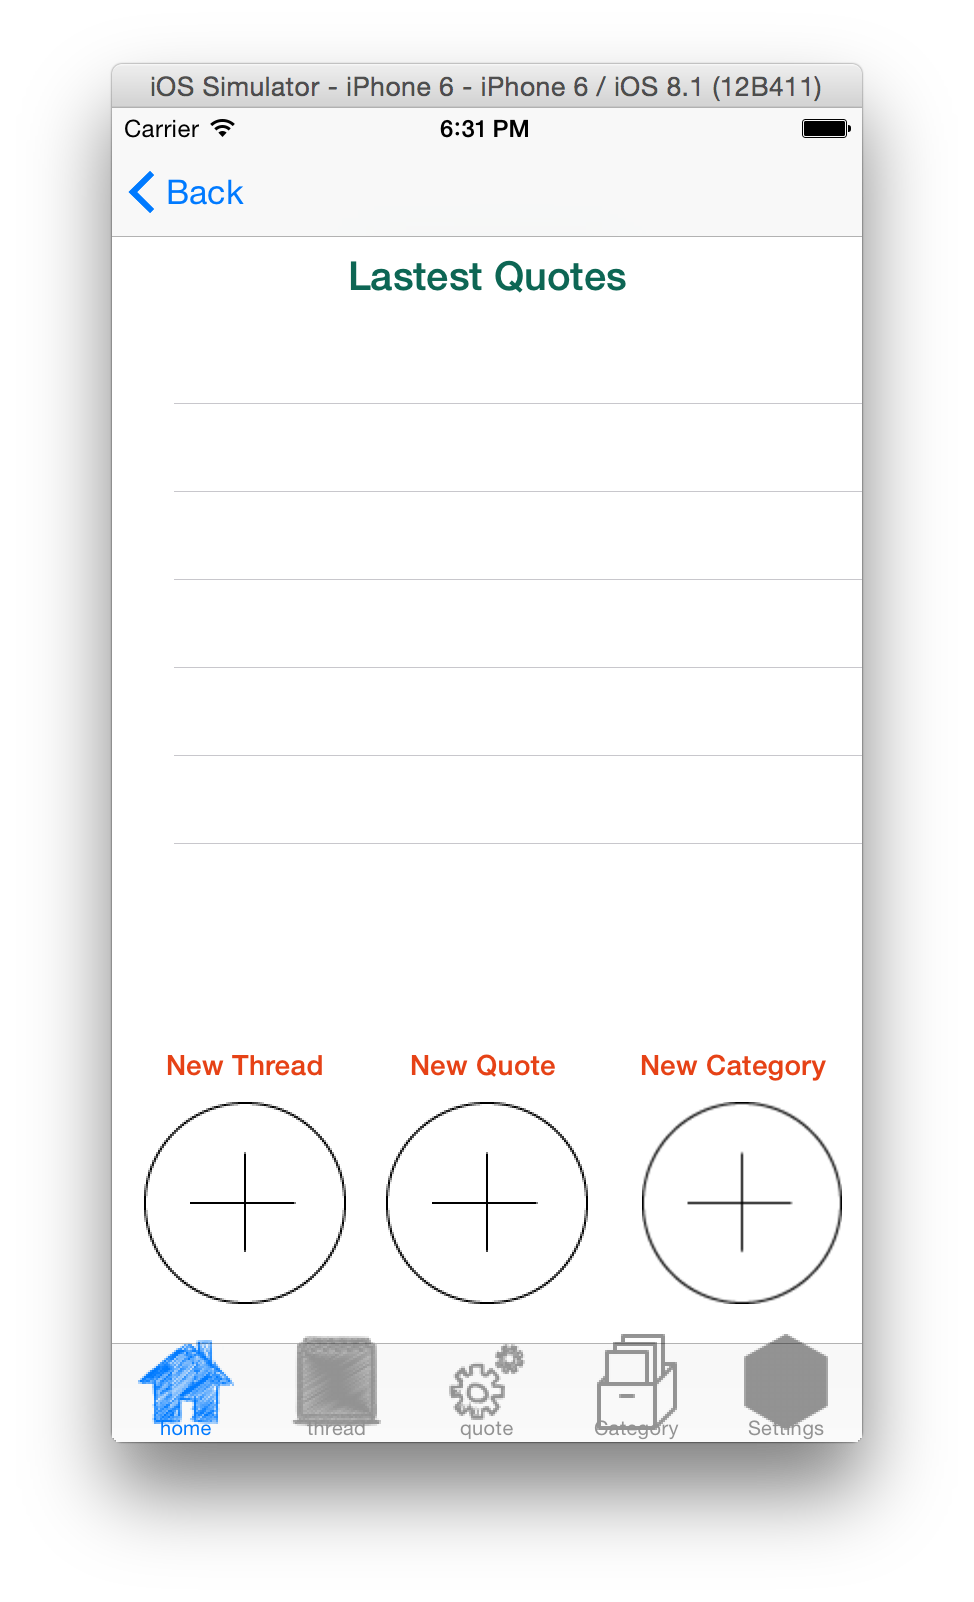 iOS Simulator - iPhone 6 - iPhone 6 / iOS 8.1 (12B411)
Carrier 6:31 PM
Back
Lastest Quotes
New Thread New Quote New Category
home thread quote Category Settings